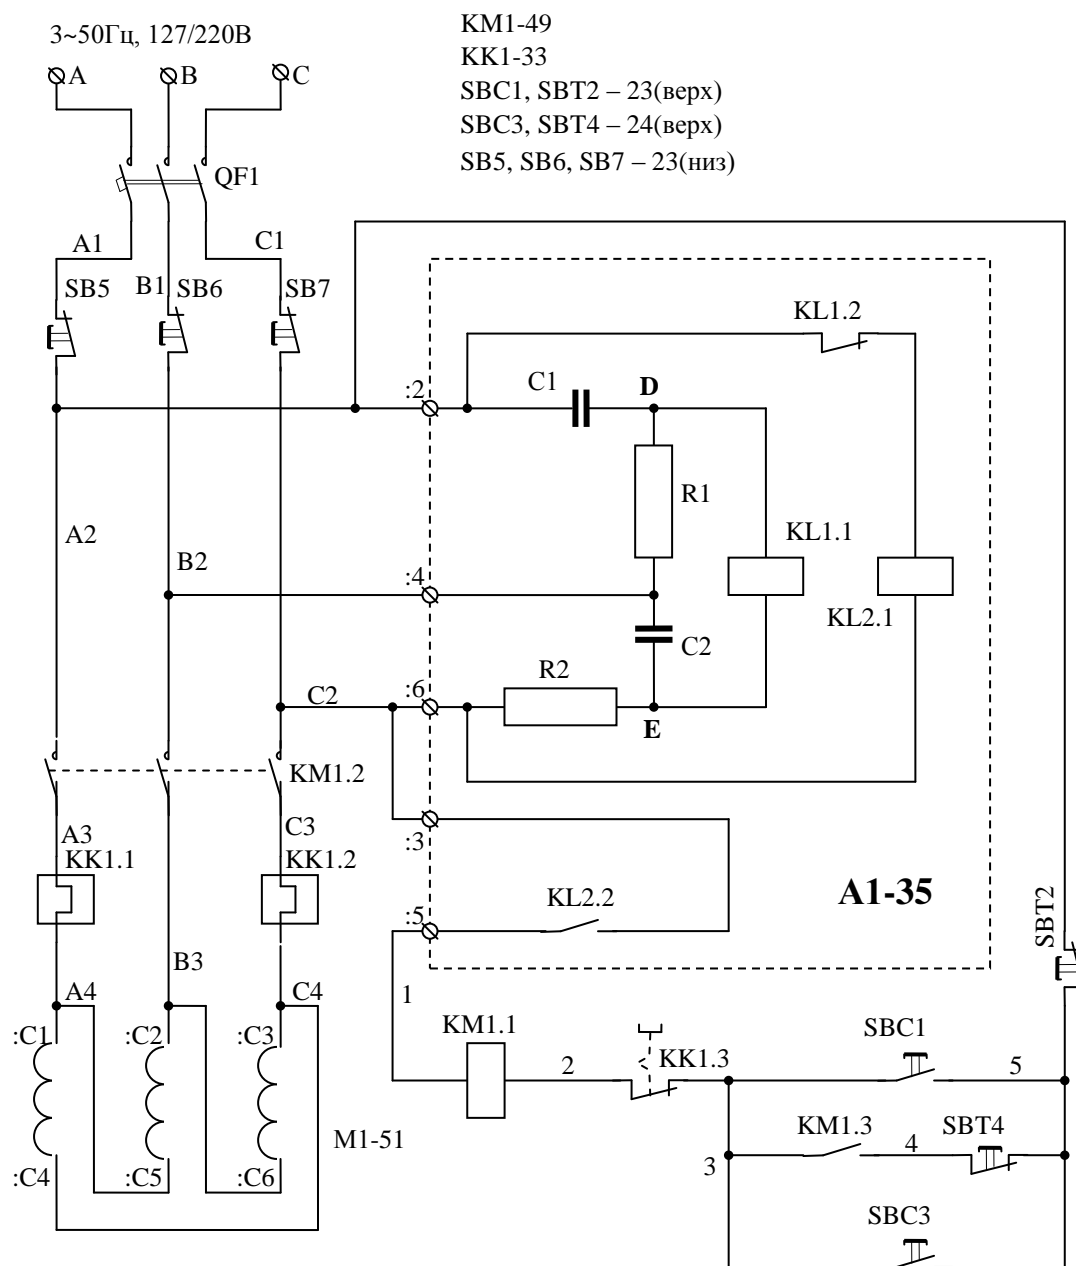 3~50Гц, 127/220В
KM1-49
KK1-33
SBC1, SBT2 – 23(верх)
SBC3, SBT4 – 24(верх)
SB5, SB6, SB7 – 23(низ)
A
B
C
QF1
A1
C1
SB5
B1
SB6
SB7
KL1.2
:2
C1
D
R1
A2
B2
:4
KL1.1
KL2.1
C2
R2
:6
C2
E
KM1.2
A3
C3
:3
KK1.1
KK1.2
A1-35
KL2.2
:5
SBT2
B3
A4
C4
1
KM1.1
SBC1
:C1
:C2
:C3
2
KK1.3
5
M1-51
KM1.3
4
SBT4
3
:C4
:C5
:C6
SBC3